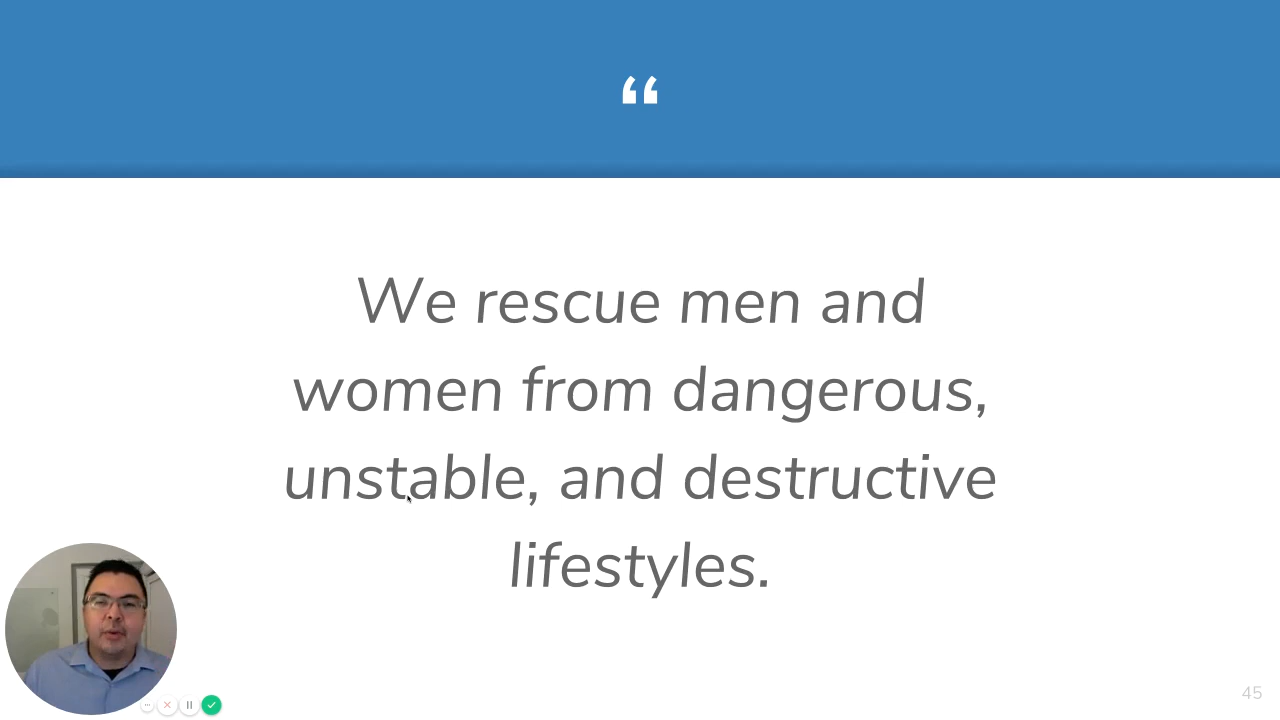 “
We rescue men and
women from dangerous,
unstable, and destructive
lifestyles.
45